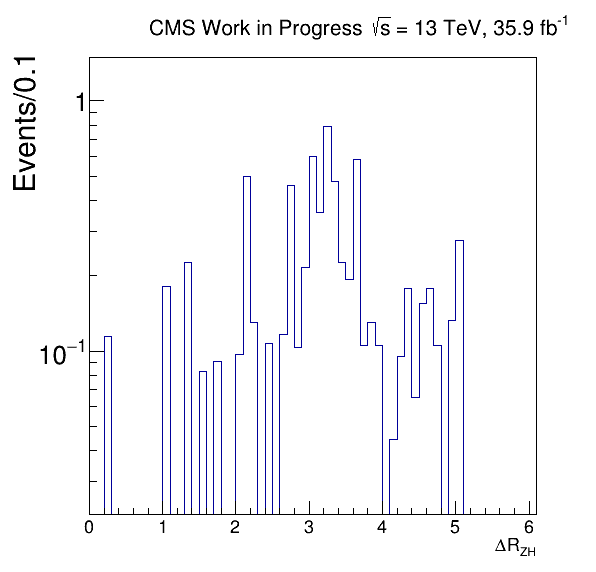 CMS Work in Progress √s = 13 TeV, 35.9 fb⁻¹
Events/0.1
1
10⁻¹
0 1 2 3 4 5 6
ΔR_ZH